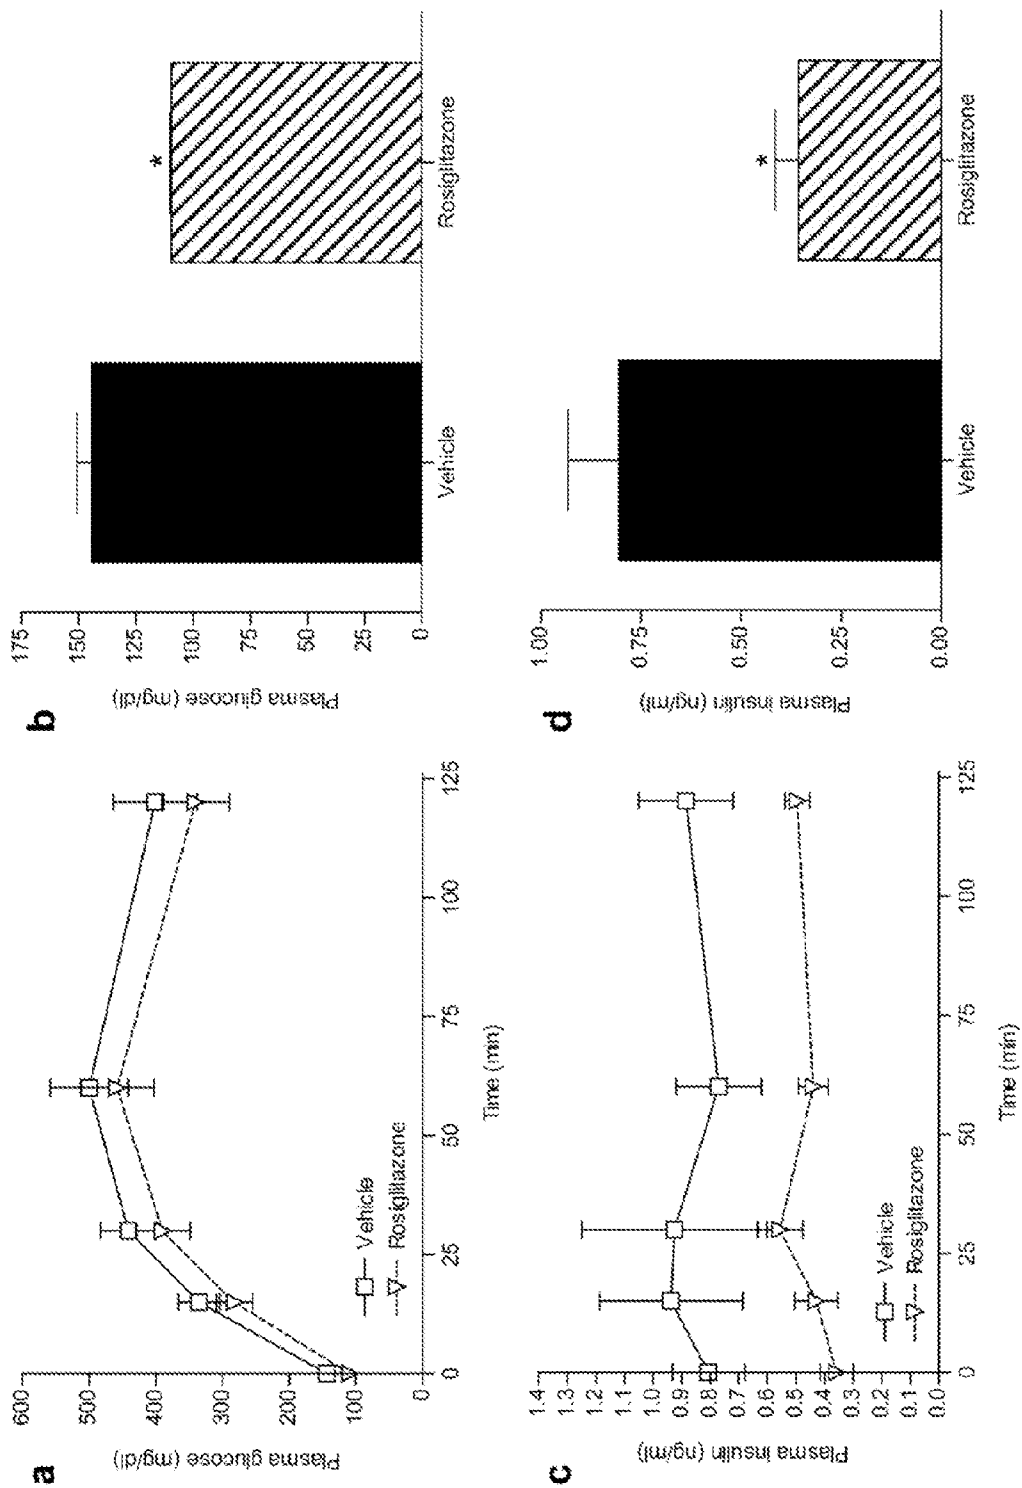 a
Plasma glucose (mg/dl)
600
500
400
300
200
100
0
0
25
50
75
100
125
Time (min)
Vehicle
Rosiglitazone
b
Plasma glucose (mg/dl)
175
150
125
100
75
50
25
0
Vehicle
Rosiglitazone
*
c
Plasma insulin (ng/ml)
1.4
1.3
1.2
1.1
1.0
0.9
0.8
0.7
0.6
0.5
0.4
0.3
0.2
0.1
0.0
0
25
50
75
100
125
Time (min)
Vehicle
Rosiglitazone
d
Plasma insulin (ng/ml)
1.00
0.75
0.50
0.25
0.00
Vehicle
Rosiglitazone
*